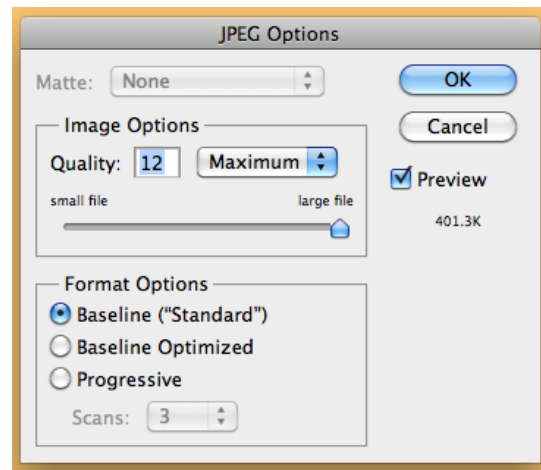 JPEG Options
Matte: None
OK
Cancel
Preview
401.3K
Image Options
Quality: 12 Maximum
small file large file
Format Options
Baseline (“Standard”)
Baseline Optimized
Progressive
Scans: 3